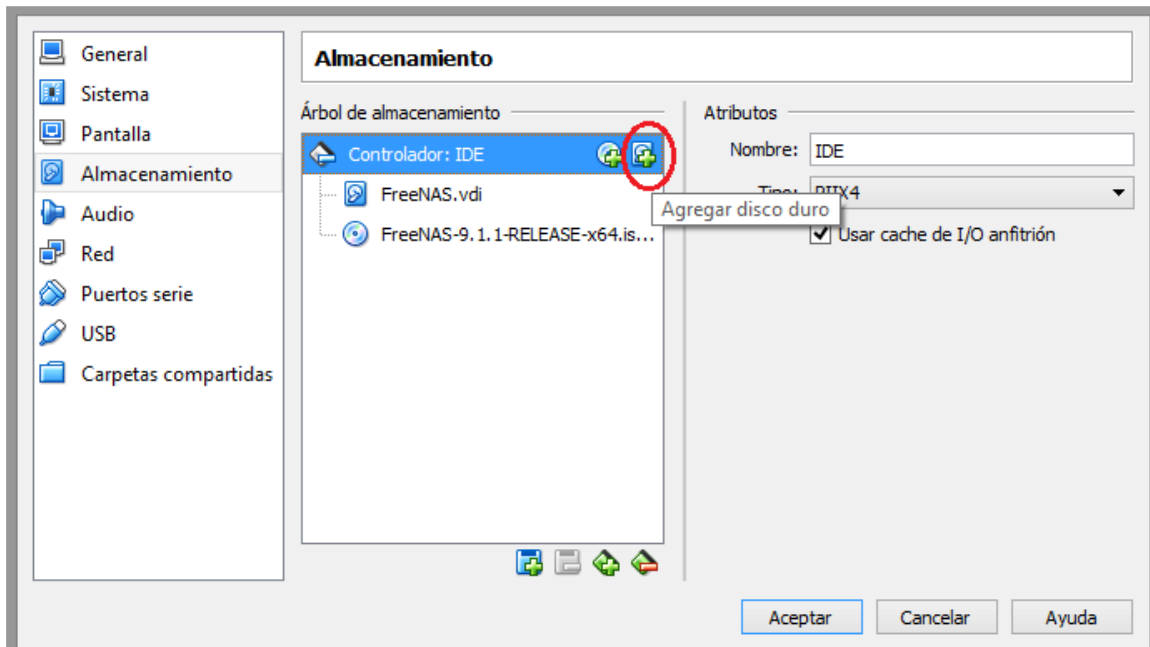 General
Sistema
Pantalla
Almacenamiento
Audio
Red
Puertos serie
USB
Carpetas compartidas
Almacenamiento
Árbol de almacenamiento
Controlador: IDE
FreeNAS.vdi
FreeNAS-9.1.1-RELEASE-x64.is...
Agregar disco duro
Atributos
Nombre: IDE
Tipo: PIIX4
Usar cache de I/O anfitrión
Aceptar Cancelar Ayuda